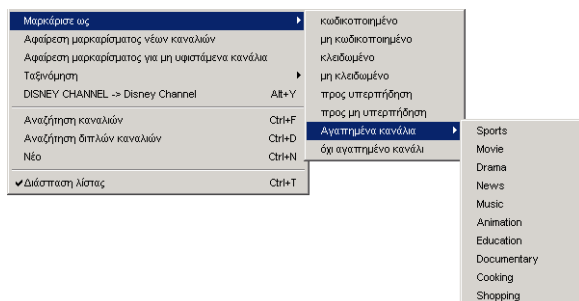 Μαρκάρισε ως
Αφαίρεση μαρκαρίσματος νέων καναλιών
Αφαίρεση μαρκαρίσματος για μη υφιστάμενα κανάλια
Ταξινόμηση
DISNEY CHANNEL -> Disney Channel Alt+Y
Αναζήτηση καναλιών Ctrl+F
Αναζήτηση διπλών καναλιών Ctrl+D
Νέο Ctrl+N
Διάσπαση λίστας Ctrl+T
κωδικοποιημένο
μη κωδικοποιημένο
κλειδωμένο
μη κλειδωμένο
προς υπερπήδηση
προς μη υπερπήδηση
Αγαπημένα κανάλια
όχι αγαπημένο κανάλι
Sports
Movie
Drama
News
Music
Animation
Education
Documentary
Cooking
Shopping